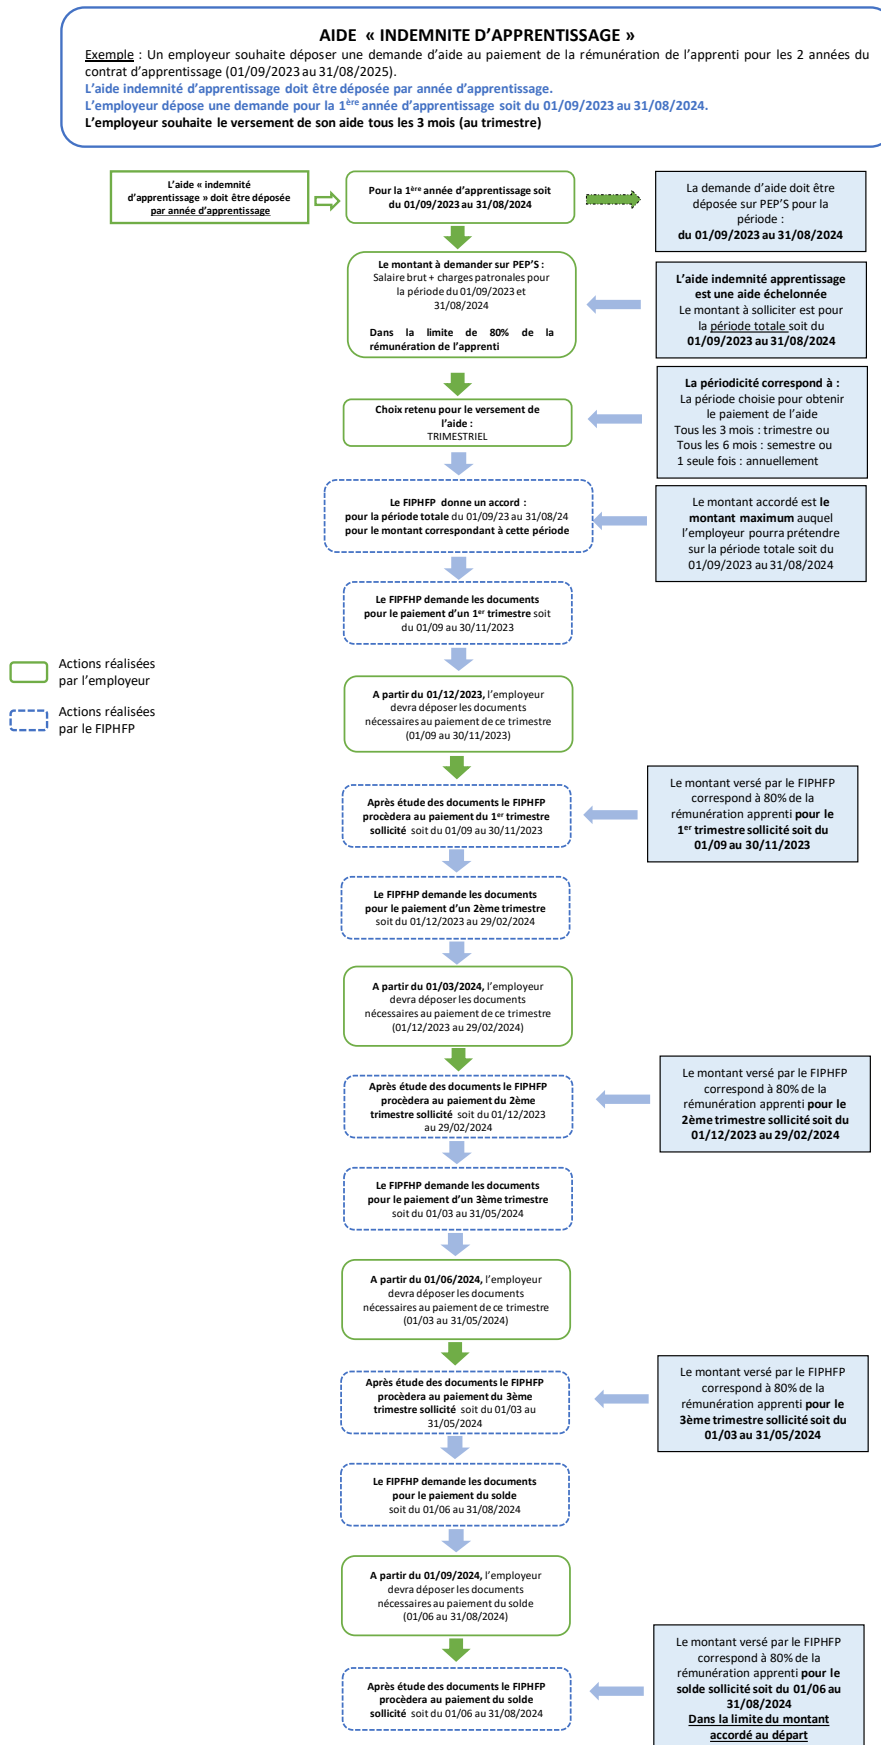 AIDE « INDEMNITE D’APPRENTISSAGE »
Exemple : Un employeur souhaite déposer une demande d’aide au paiement de la rémunération de l’apprenti pour les 2 années du
contrat d’apprentissage (01/09/2023 au 31/08/2025).
L’aide indemnité d’apprentissage doit être déposée par année d’apprentissage.
L’employeur dépose une demande pour la 1ère année d’apprentissage soit du 01/09/2023 au 31/08/2024.
L’employeur souhaite le versement de son aide tous les 3 mois (au trimestre)
L’aide « indemnité
d’apprentissage » doit être déposée
par année d’apprentissage
Pour la 1ère année d’apprentissage soit
du 01/09/2023 au 31/08/2024
La demande d’aide doit être
déposée sur PEP’S pour la
période :
du 01/09/2023 au 31/08/2024
Le montant à demander sur PEP’S :
Salaire brut + charges patronales pour
la période du 01/09/2023 et
31/08/2024
Dans la limite de 80% de la
rémunération de l’apprenti
L’aide indemnité apprentissage
est une aide échelonnée
Le montant à solliciter est pour
la période totale soit du
01/09/2023 au 31/08/2024
Choix retenu pour le versement de
l’aide :
TRIMESTRIEL
La périodicité correspond à :
La période choisie pour obtenir
le paiement de l’aide
Tous les 3 mois : trimestre ou
Tous les 6 mois : semestre ou
1 seule fois : annuellement
Le FIPHFP donne un accord :
pour la période totale du 01/09/23 au 31/08/24
pour le montant correspondant à cette période
Le montant accordé est le
montant maximum auquel
l’employeur pourra prétendre
sur la période totale soit du
01/09/2023 au 31/08/2024
Le FIPFHP demande les documents
pour le paiement d’un 1er trimestre soit
du 01/09 au 30/11/2023
Actions réalisées
par l’employeur
Actions réalisées
par le FIPHFP
A partir du 01/12/2023, l’employeur
devra déposer les documents
nécessaires au paiement de ce trimestre
(01/09 au 30/11/2023)
Après étude des documents le FIPHFP
procèdera au paiement du 1er trimestre
sollicité soit du 01/09 au 30/11/2023
Le montant versé par le FIPHFP
correspond à 80% de la
rémunération apprenti pour le
1er trimestre sollicité soit du
01/09 au 30/11/2023
Le FIPFHP demande les documents
pour le paiement d’un 2ème trimestre
soit du 01/12/2023 au 29/02/2024
A partir du 01/03/2024, l’employeur
devra déposer les documents
nécessaires au paiement de ce trimestre
(01/12/2023 au 29/02/2024)
Après étude des documents le FIPHFP
procèdera au paiement du 2ème
trimestre sollicité soit du 01/12/2023
au 29/02/2024
Le montant versé par le FIPHFP
correspond à 80% de la
rémunération apprenti pour le
2ème trimestre sollicité soit du
01/12/2023 au 29/02/2024
Le FIPFHP demande les documents
pour le paiement d’un 3ème trimestre
soit du 01/03 au 31/05/2024
A partir du 01/06/2024, l’employeur
devra déposer les documents
nécessaires au paiement de ce trimestre
(01/03 au 31/05/2024)
Après étude des documents le FIPHFP
procèdera au paiement du 3ème
trimestre sollicité soit du 01/03 au
31/05/2024
Le montant versé par le FIPHFP
correspond à 80% de la
rémunération apprenti pour le
3ème trimestre sollicité soit du
01/03 au 31/05/2024
Le FIPFHP demande les documents
pour le paiement du solde
soit du 01/06 au 31/08/2024
A partir du 01/09/2024, l’employeur
devra déposer les documents
nécessaires au paiement du solde
(01/06 au 31/08/2024)
Après étude des documents le FIPHFP
procèdera au paiement du solde
sollicité soit du 01/06 au 31/08/2024
Le montant versé par le FIPHFP
correspond à 80% de la
rémunération apprenti pour le
solde sollicité soit du 01/06 au
31/08/2024
Dans la limite du montant
accordé au départ